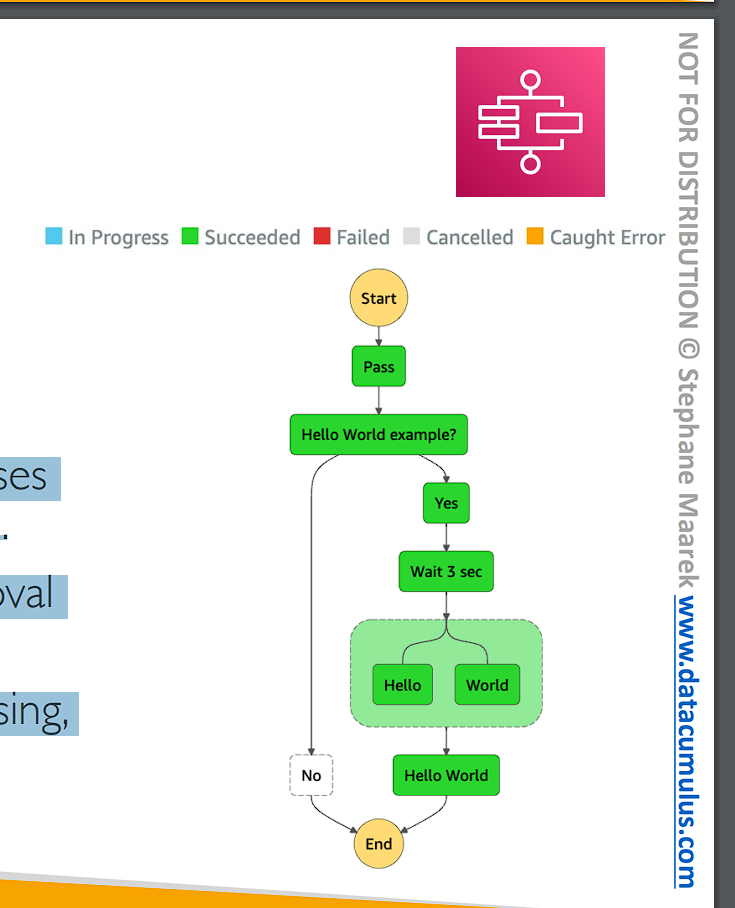 In Progress Succeeded Failed Cancelled Caught Error
Start
Pass
Hello World example?
Yes
Wait 3 sec
Hello World
No
Hello World
End
ses
.
oval
sing,
NOT FOR DISTRIBUTION © Stephane Maarek www.datacumulus.com